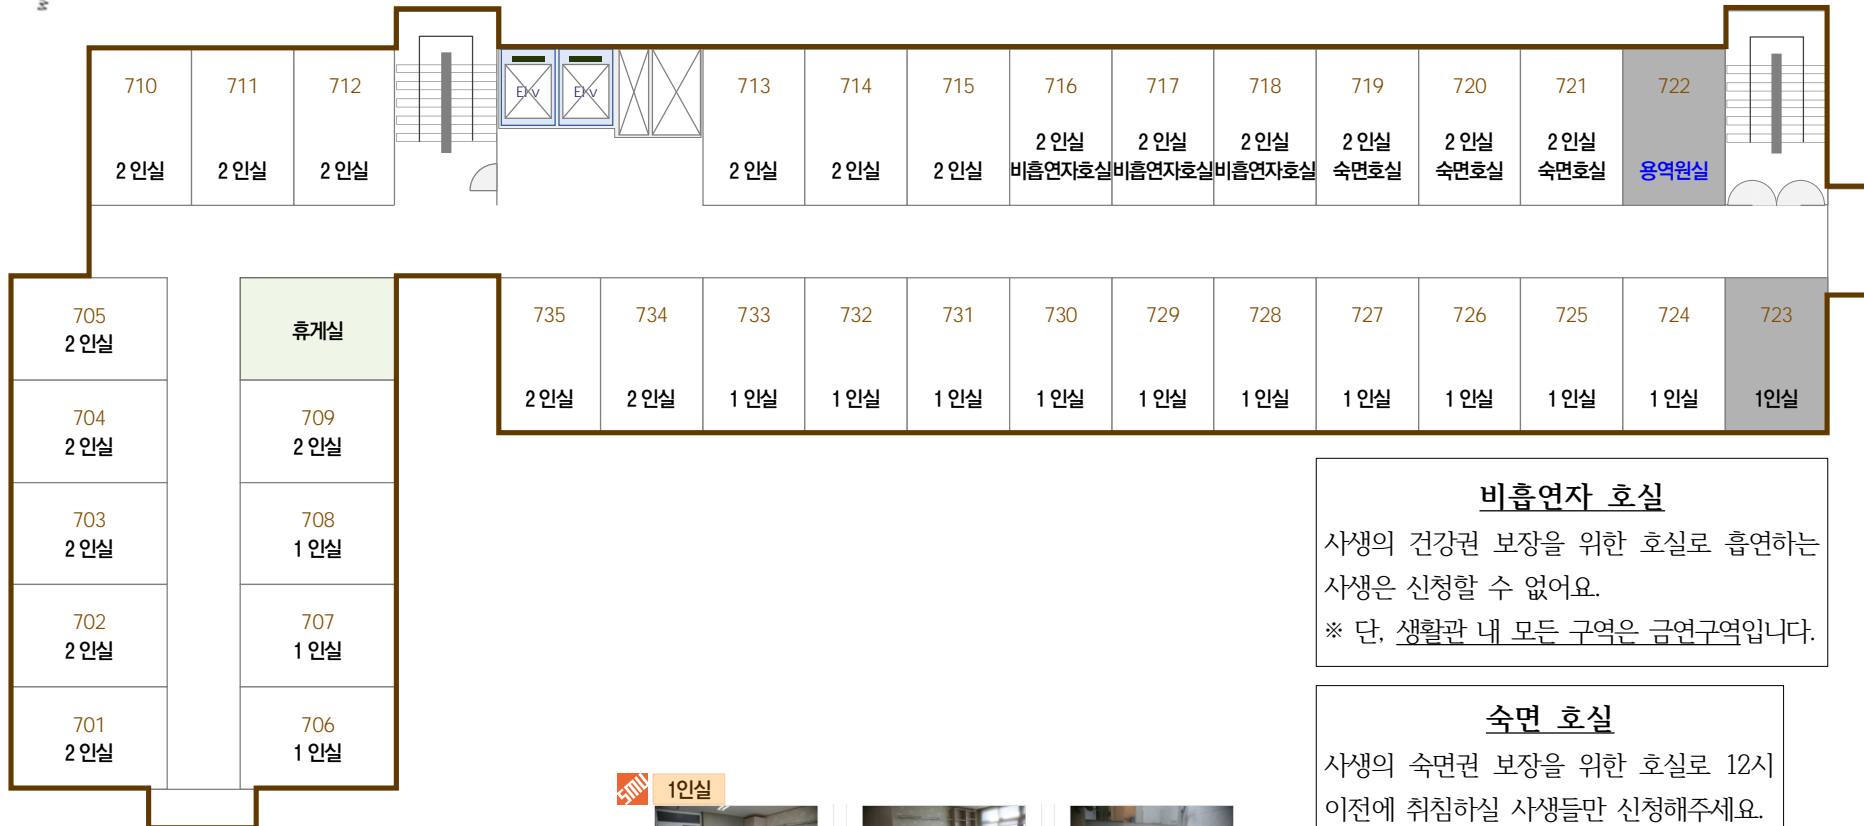 710 711 712 EV EV 713 714 715 716 717 718 719 720 721 722
2 인실 2 인실 2 인실 2 인실 2 인실 2 인실
2 인실 2 인실 2 인실 2 인실 2 인실 2 인실 비흡연자호실 비흡연자호실 비흡연자호실 숙면호실 숙면호실 숙면호실 용역원실
705
2 인실
휴게실
735 734 733 732 731 730 729 728 727 726 725 724 723
2 인실 2 인실 1 인실 1 인실 1 인실 1 인실 1 인실 1 인실 1 인실 1 인실 1 인실 1 인실 1인실
704 709
2 인실 2 인실
703 708
2 인실 1 인실
702 707
2 인실 1 인실
701 706
2 인실 1 인실
비흡연자 호실
사생의 건강권 보장을 위한 호실로 흡연하는
사생은 신청할 수 없어요.
※ 단, 생활관 내 모든 구역은 금연구역입니다.
숙면 호실
사생의 숙면권 보장을 위한 호실로 12시
이전에 취침하실 사생들만 신청해주세요.
SMU 1인실